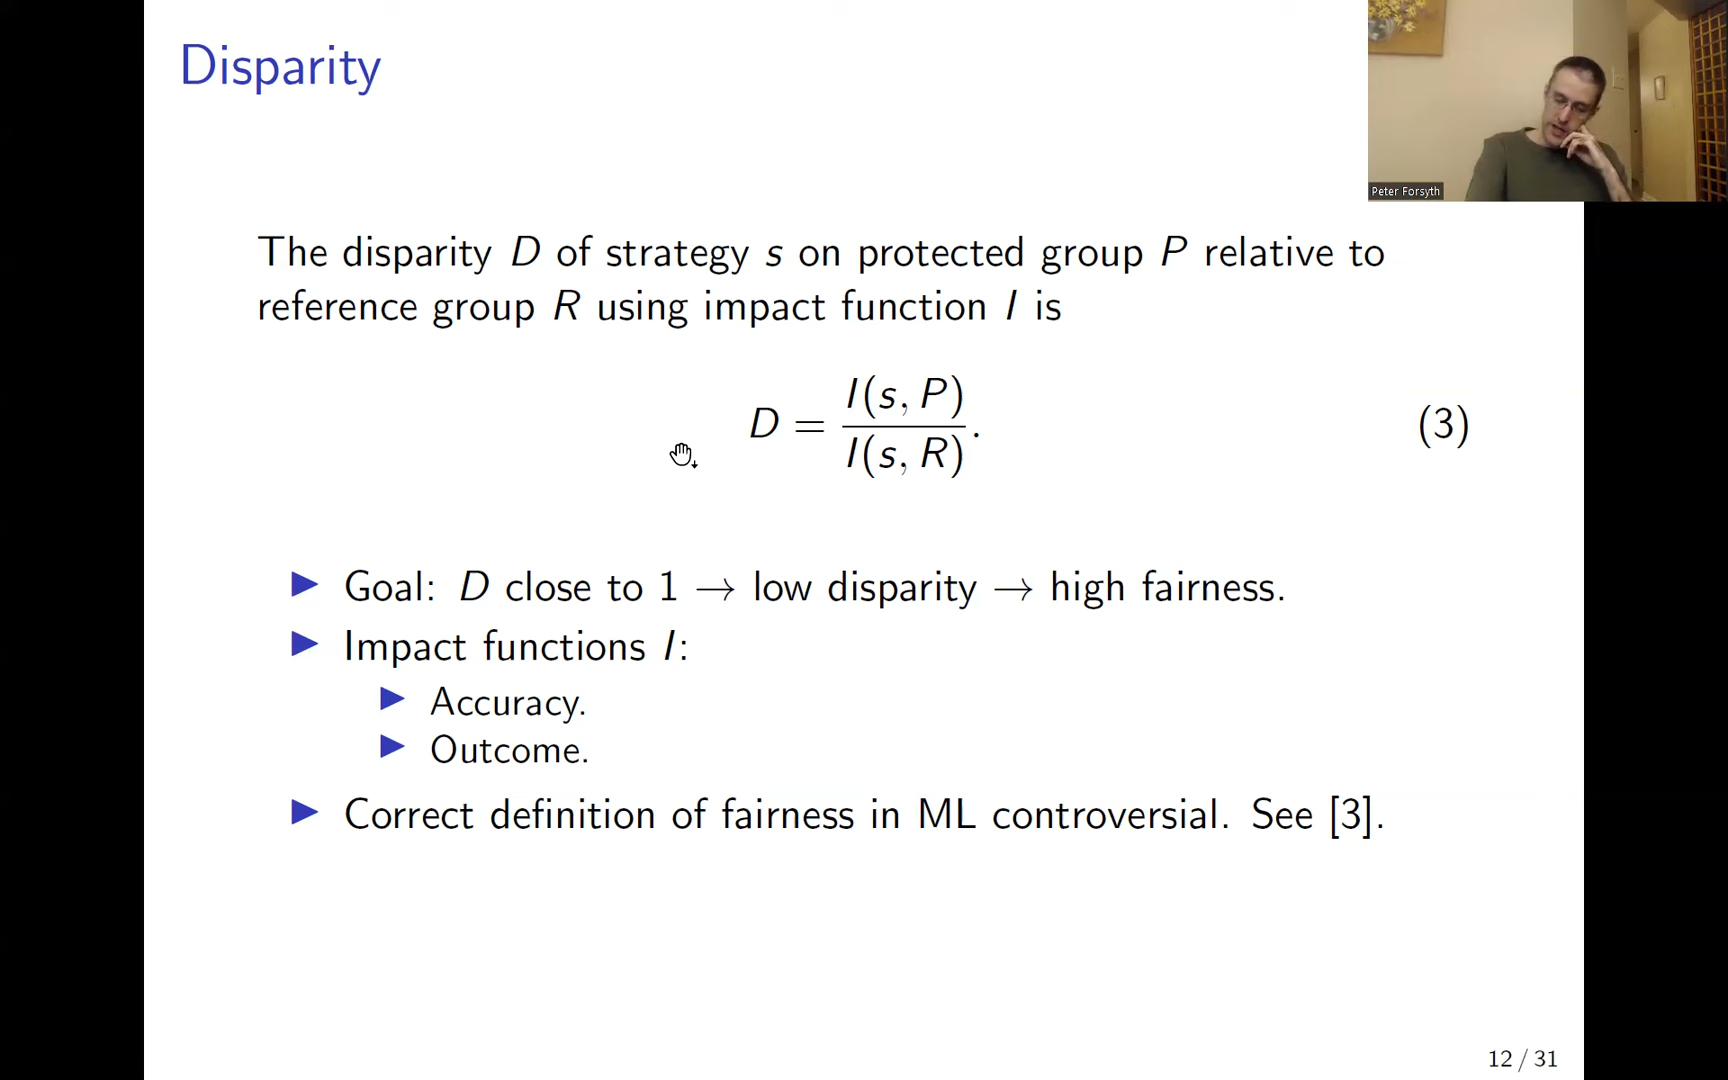 Disparity
Peter Forsyth
The disparity D of strategy s on protected group P relative to
reference group R using impact function I is
D = I(s, P) / I(s, R). (3)
▶ Goal: D close to 1 → low disparity → high fairness.
▶ Impact functions I:
▶ Accuracy.
▶ Outcome.
▶ Correct definition of fairness in ML controversial. See [3].
12 / 31